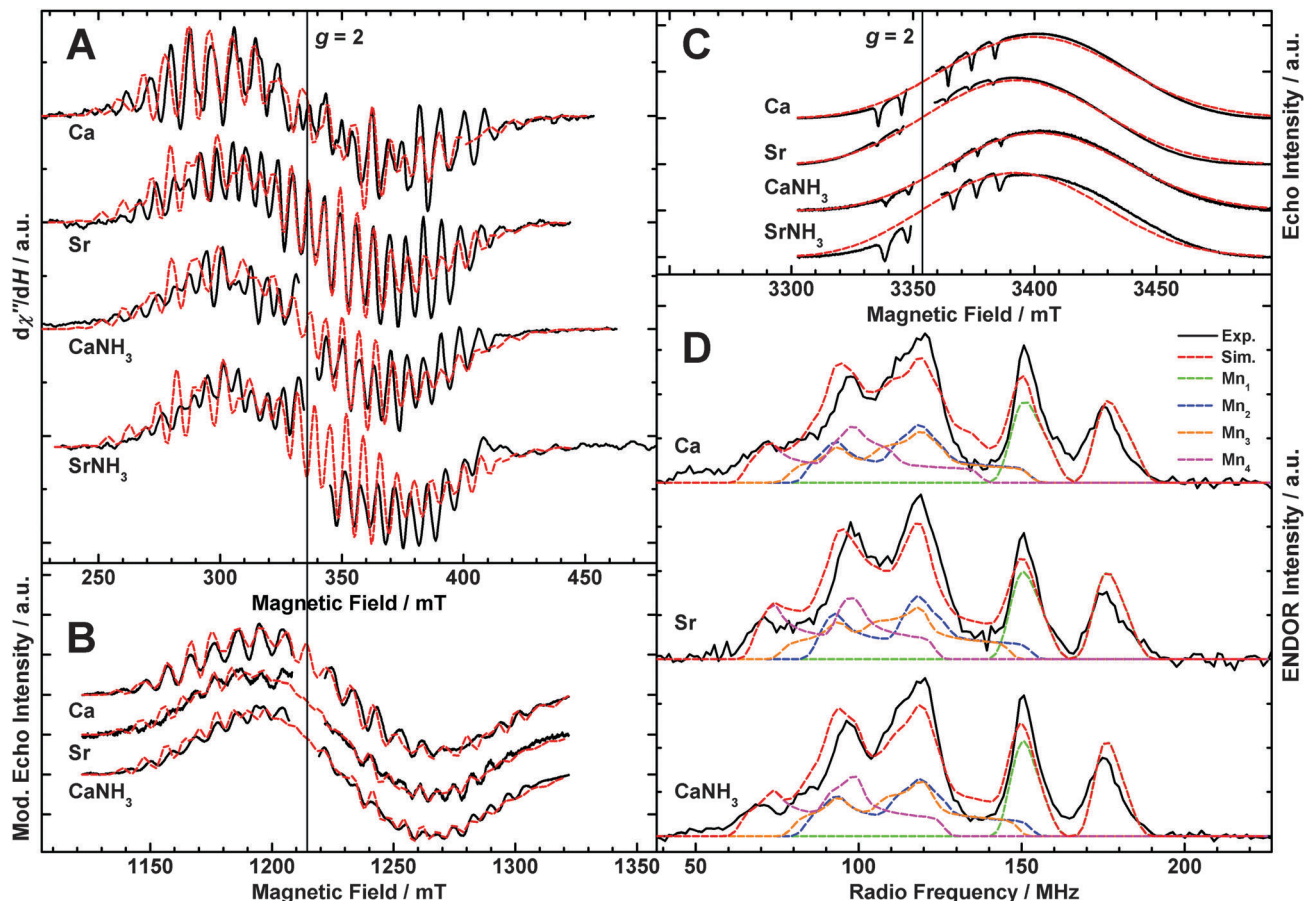 A
g = 2
Ca
Sr
CaNH3
SrNH3
dχ''/dH / a.u.
250 300 350 400 450
Magnetic Field / mT
B
Ca
Sr
CaNH3
Mod. Echo Intensity / a.u.
1150 1200 1250 1300 1350
Magnetic Field / mT
C
g = 2
Ca
Sr
CaNH3
SrNH3
Echo Intensity / a.u.
3300 3350 3400 3450
Magnetic Field / mT
D
Exp.
Sim.
Mn1
Mn2
Mn3
Mn4
Ca
Sr
CaNH3
ENDOR Intensity / a.u.
50 100 150 200
Radio Frequency / MHz